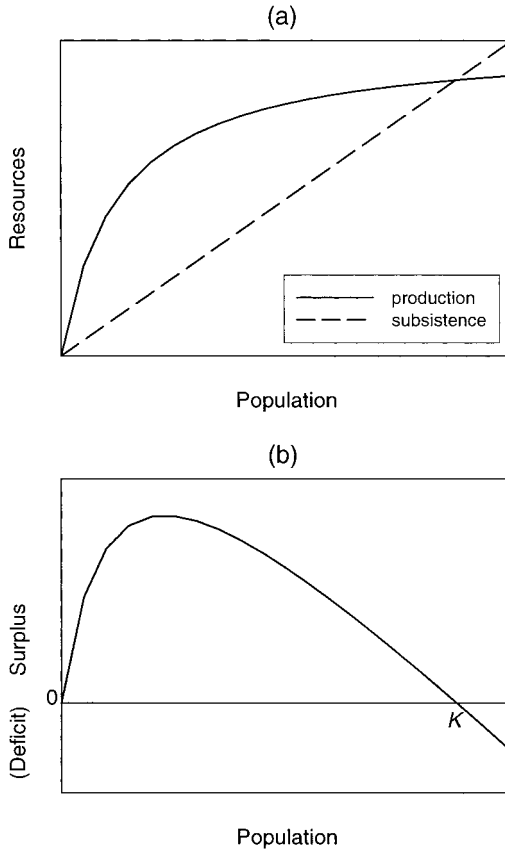 (a)
Resources
production
subsistence
Population
(b)
(Deficit) Surplus
0
K
Population